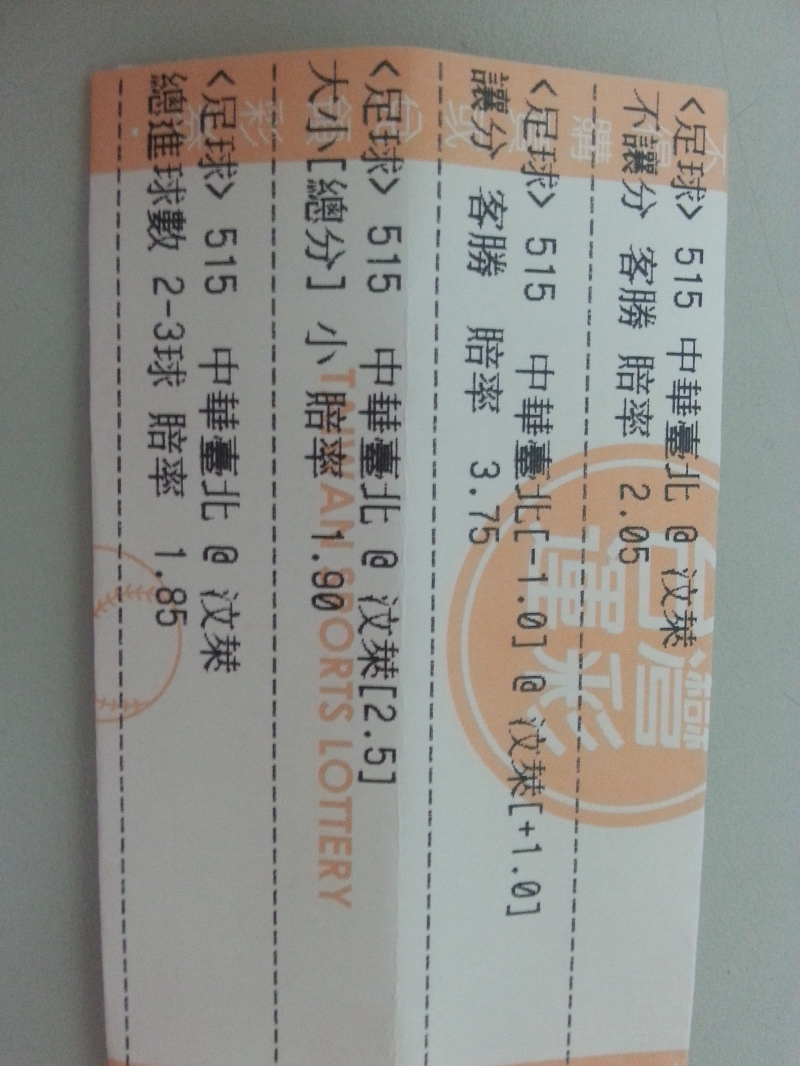 <足球> 515 中華臺北 @ 汶萊
不讓分 客勝 賠率 2.05
<足球> 515 中華臺北[-1.0] @ 汶萊[+1.0]
讓分 客勝 賠率 3.75
<足球> 515 中華臺北 @ 汶萊[2.5]
大小[總分] 小 賠率 1.90
<足球> 515 中華臺北 @ 汶萊
總進球數 2-3球 賠率 1.85
台灣
運彩
TAIWAN SPORTS LOTTERY